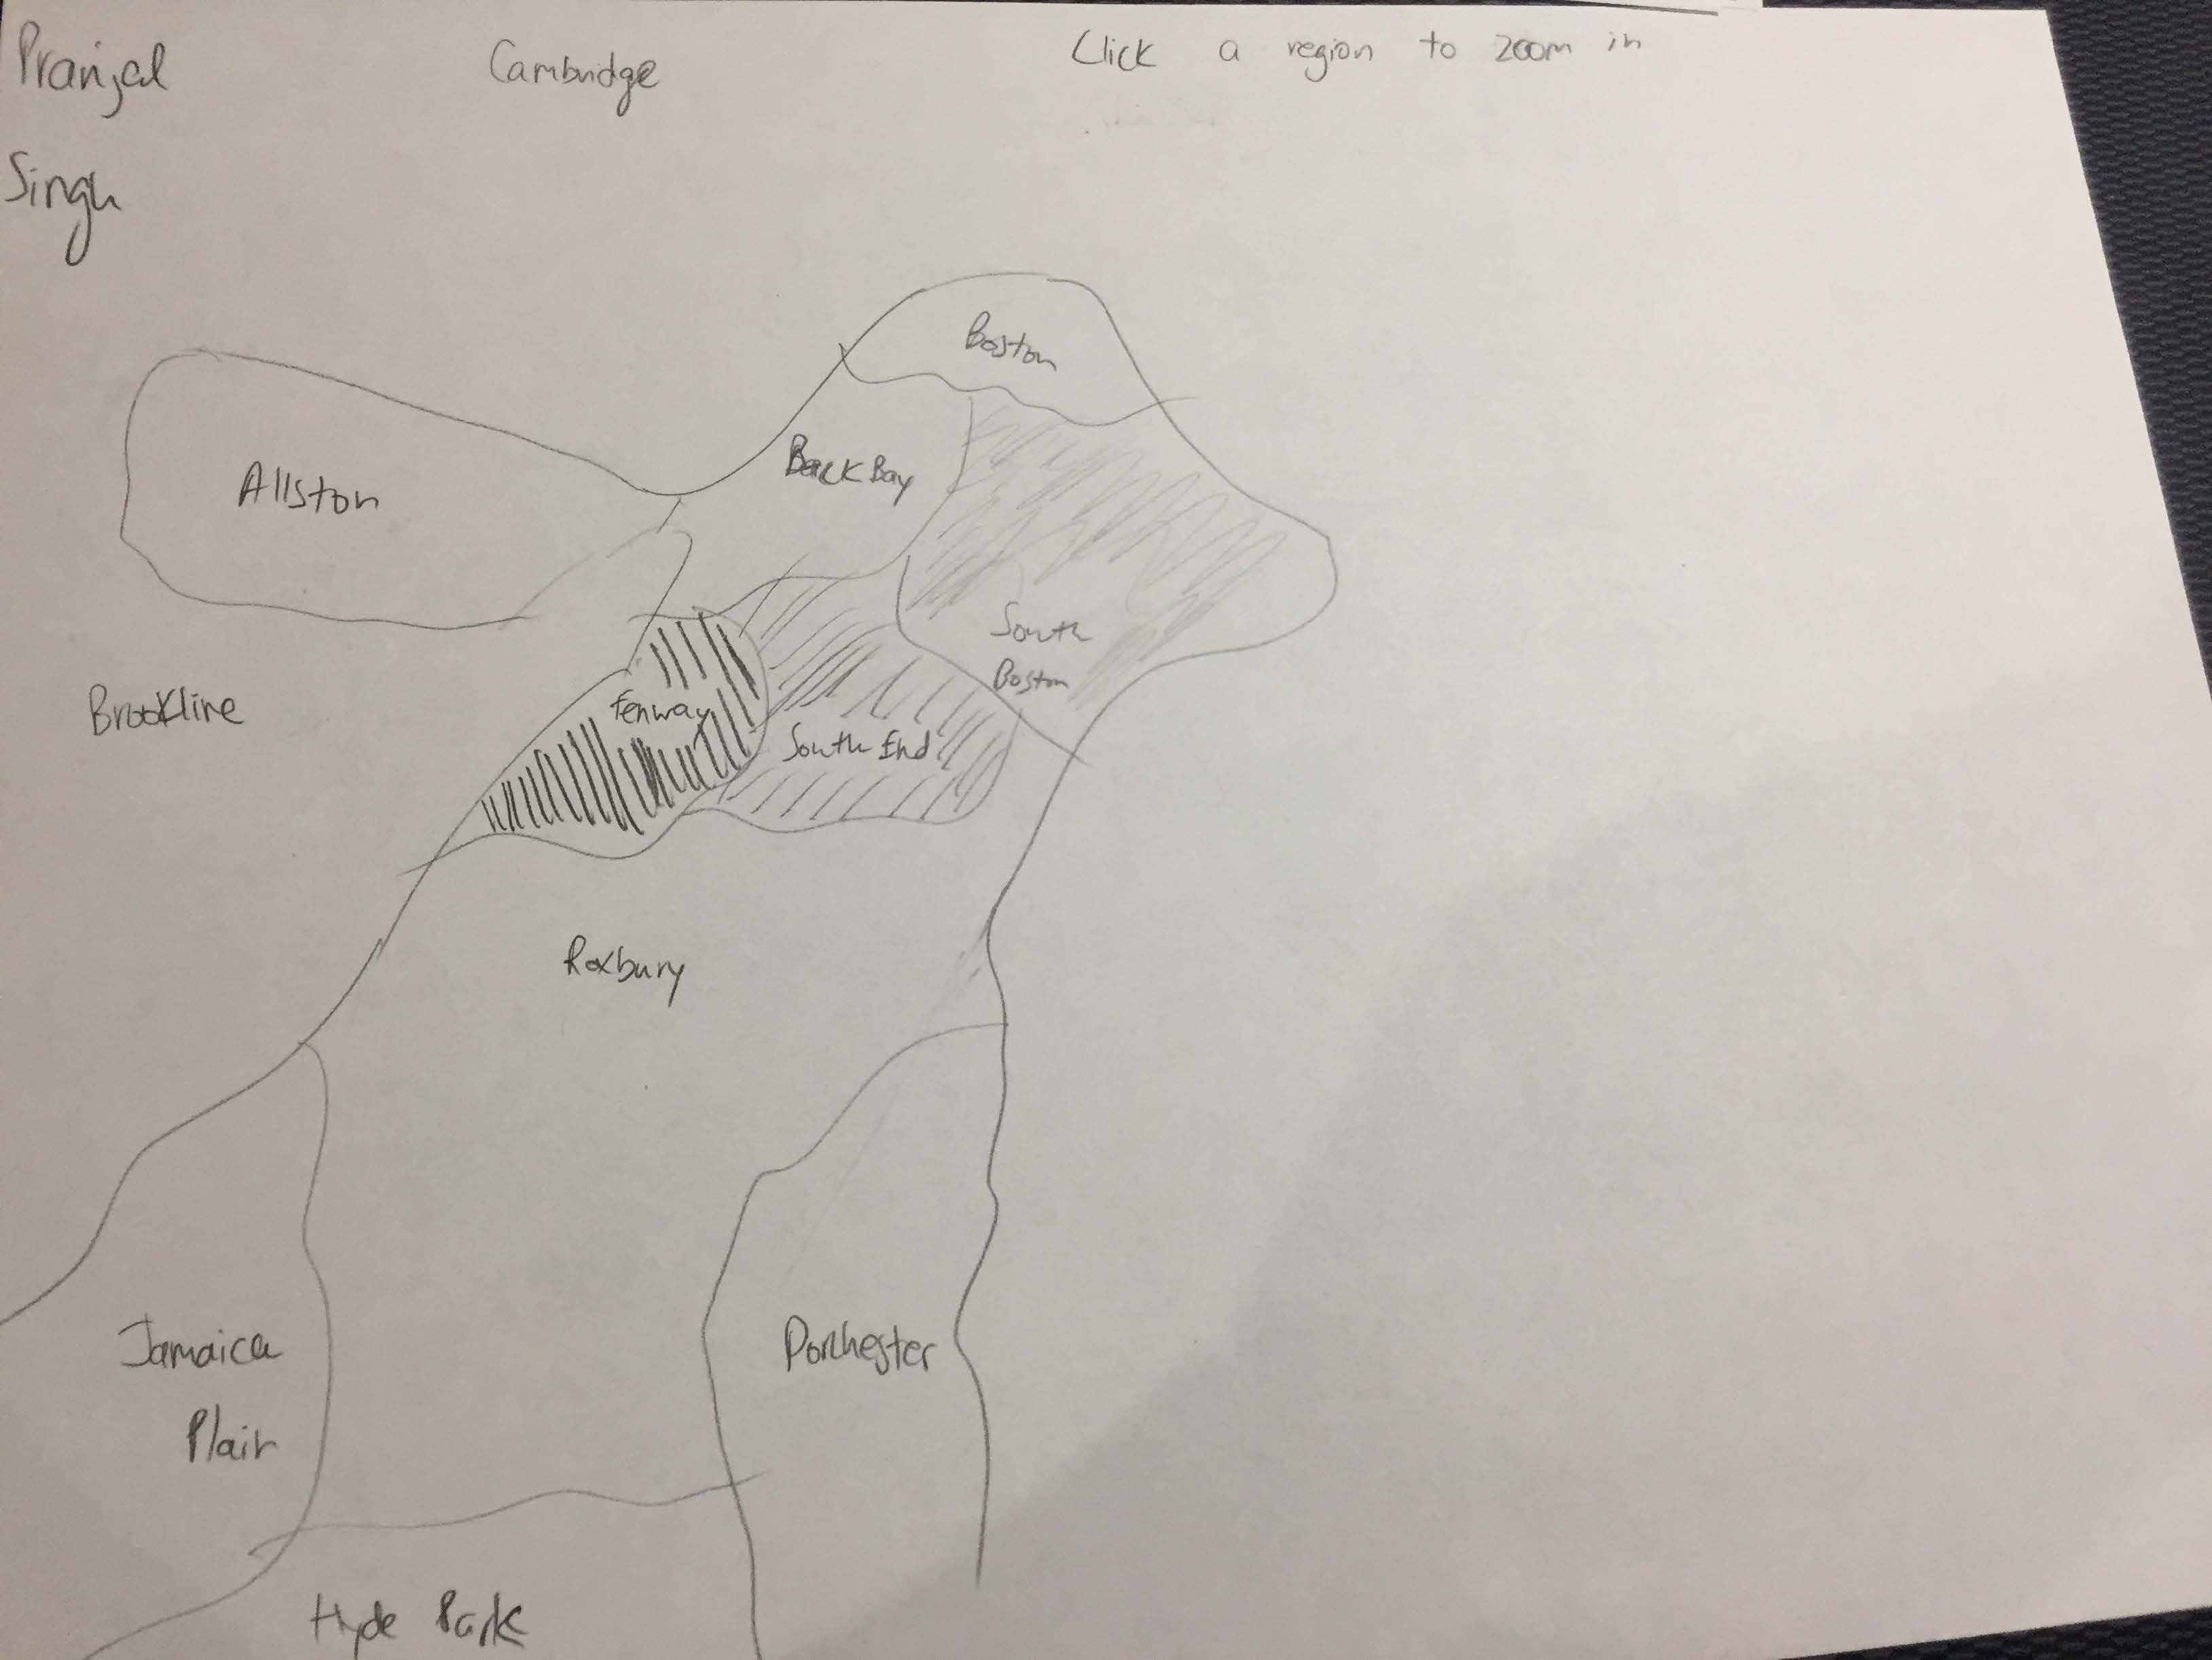 Pranjal
Singh
Cambridge
Click a region to zoom in
Boston
Back Bay
Allston
South
Boston
Brookline
Fenway
South End
Roxbury
Jamaica
Plain
Dorchester
Hyde Park